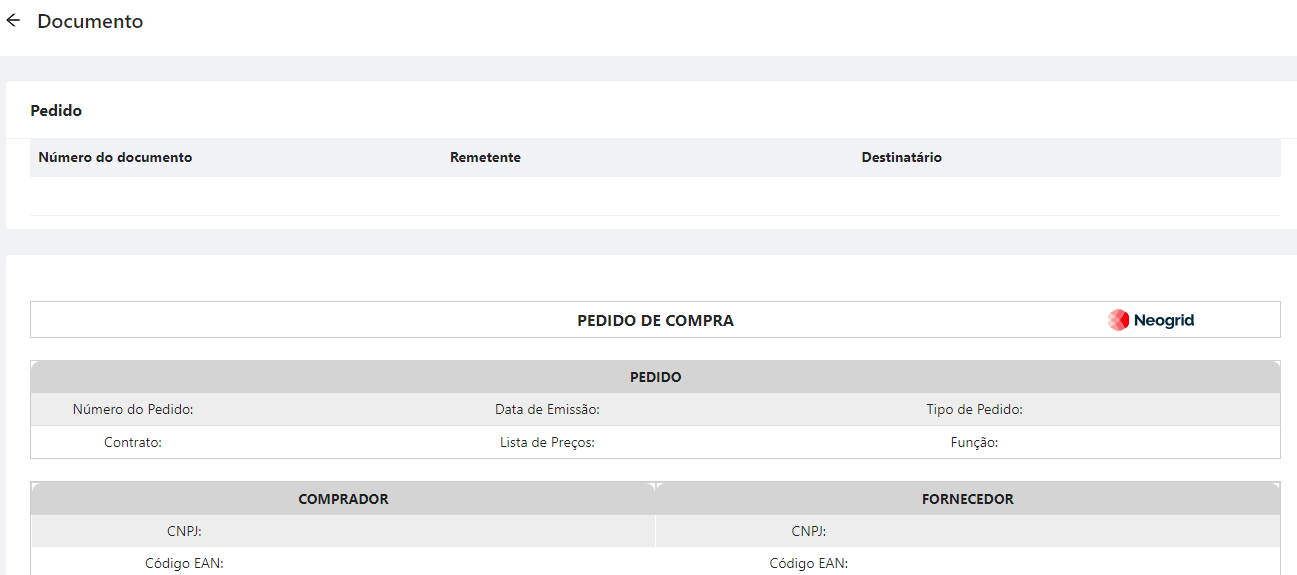 Documento
Pedido
Número do documento Remetente Destinatário
PEDIDO DE COMPRA Neogrid
PEDIDO
Número do Pedido: Data de Emissão: Tipo de Pedido:
Contrato: Lista de Preços: Função:
COMPRADOR FORNECEDOR
CNPJ: CNPJ:
Código EAN: Código EAN: